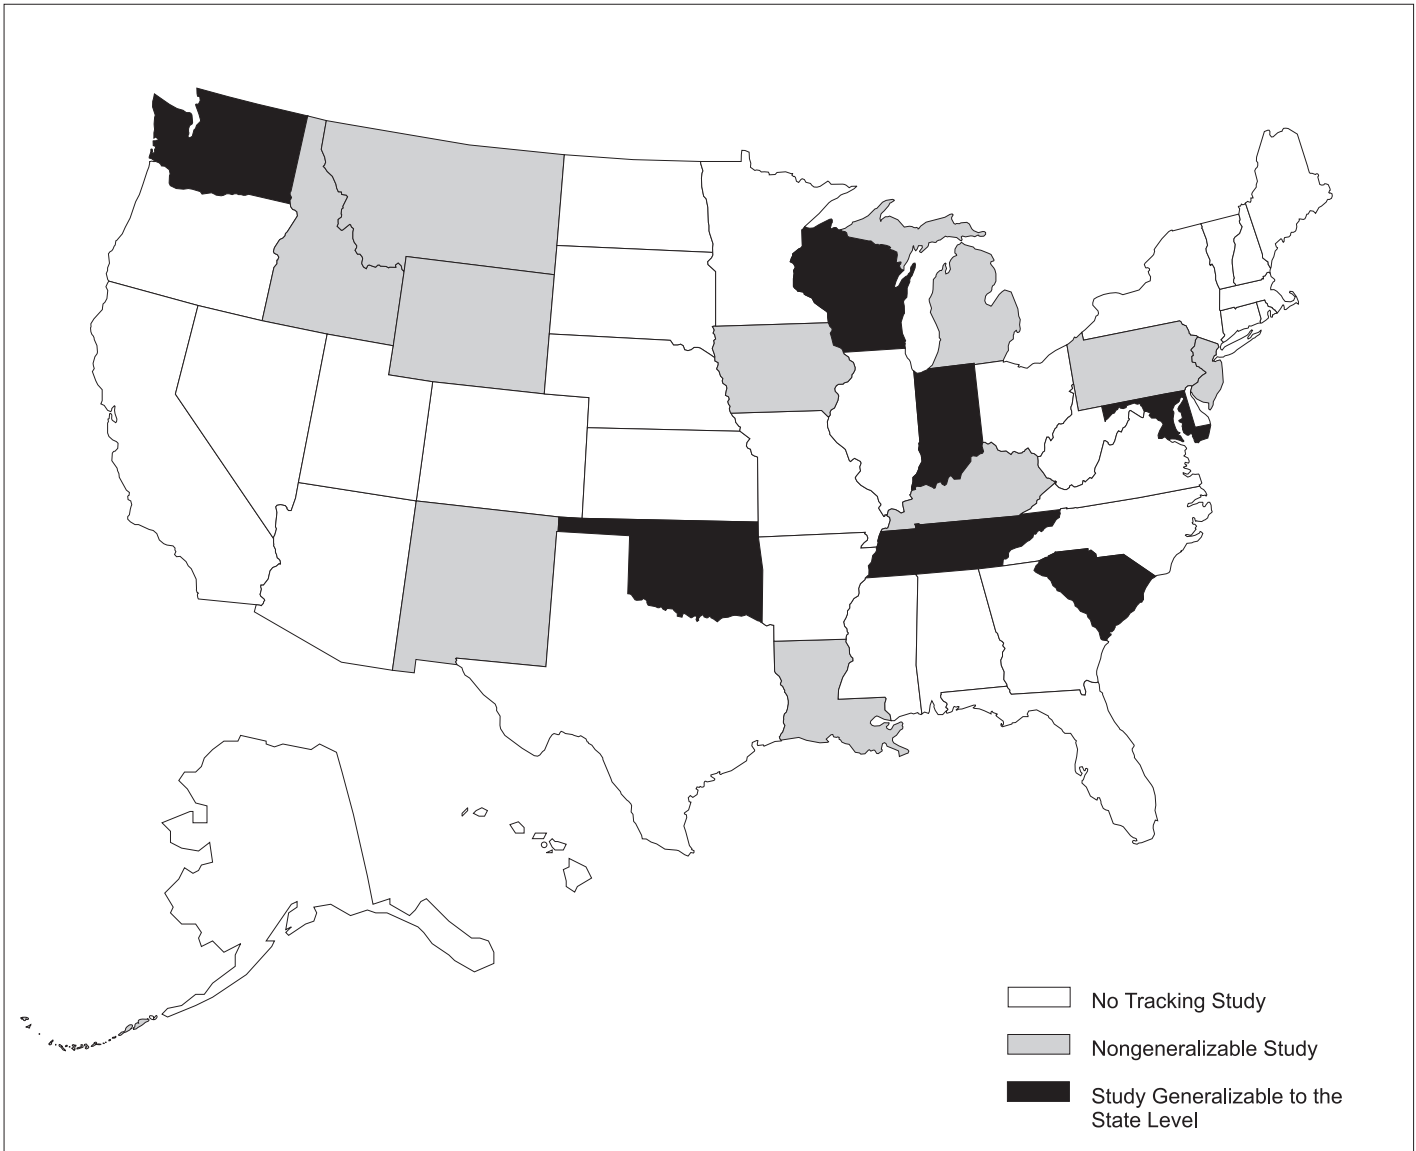 No Tracking Study
Nongeneralizable Study
Study Generalizable to the
State Level